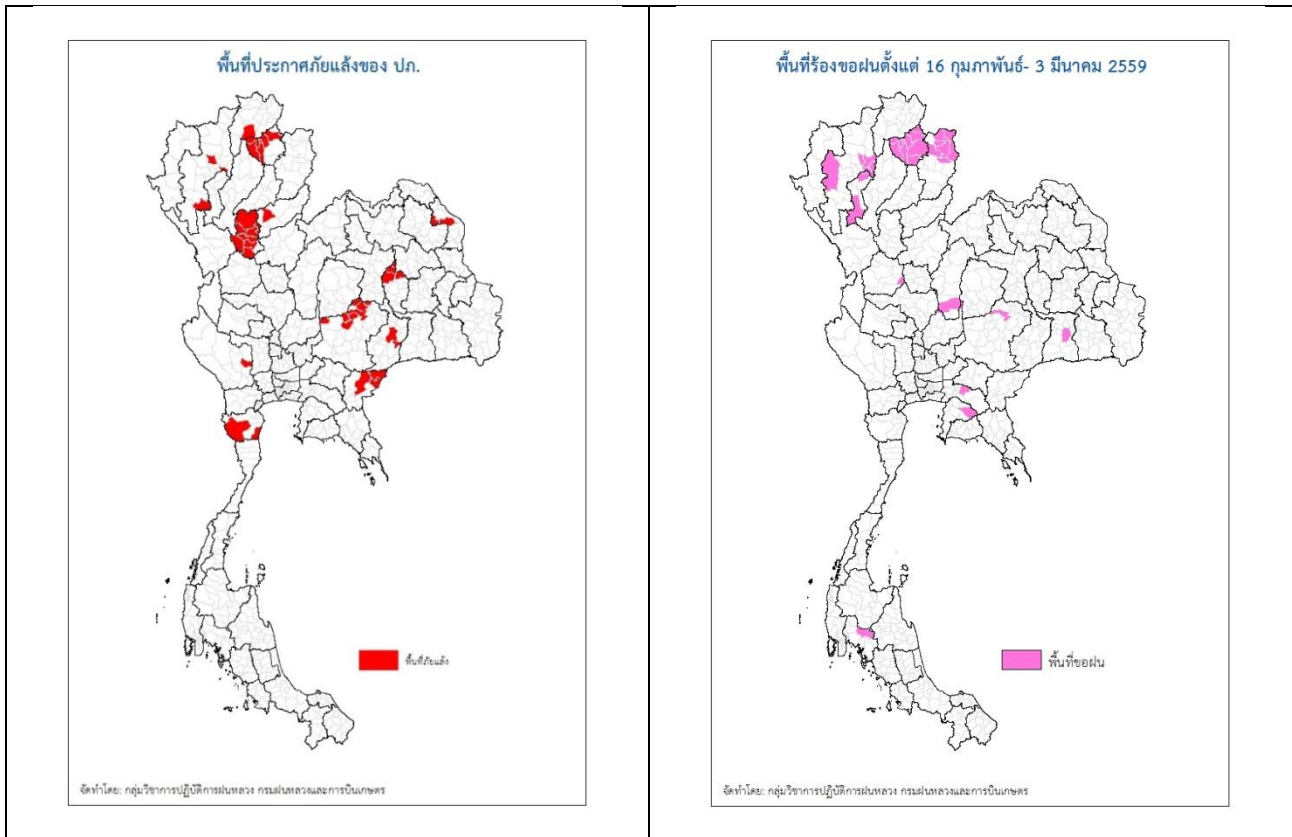 พื้นที่ประกาศภัยแล้งของ ปภ.
พื้นที่ภัยแล้ง
จัดทำโดย: กลุ่มวิชาการปฏิบัติการฝนหลวง กรมฝนหลวงและการบินเกษตร
พื้นที่ร้องขอฝนตั้งแต่ 16 กุมภาพันธ์- 3 มีนาคม 2559
พื้นที่ขอฝน
จัดทำโดย: กลุ่มวิชาการปฏิบัติการฝนหลวง กรมฝนหลวงและการบินเกษตร